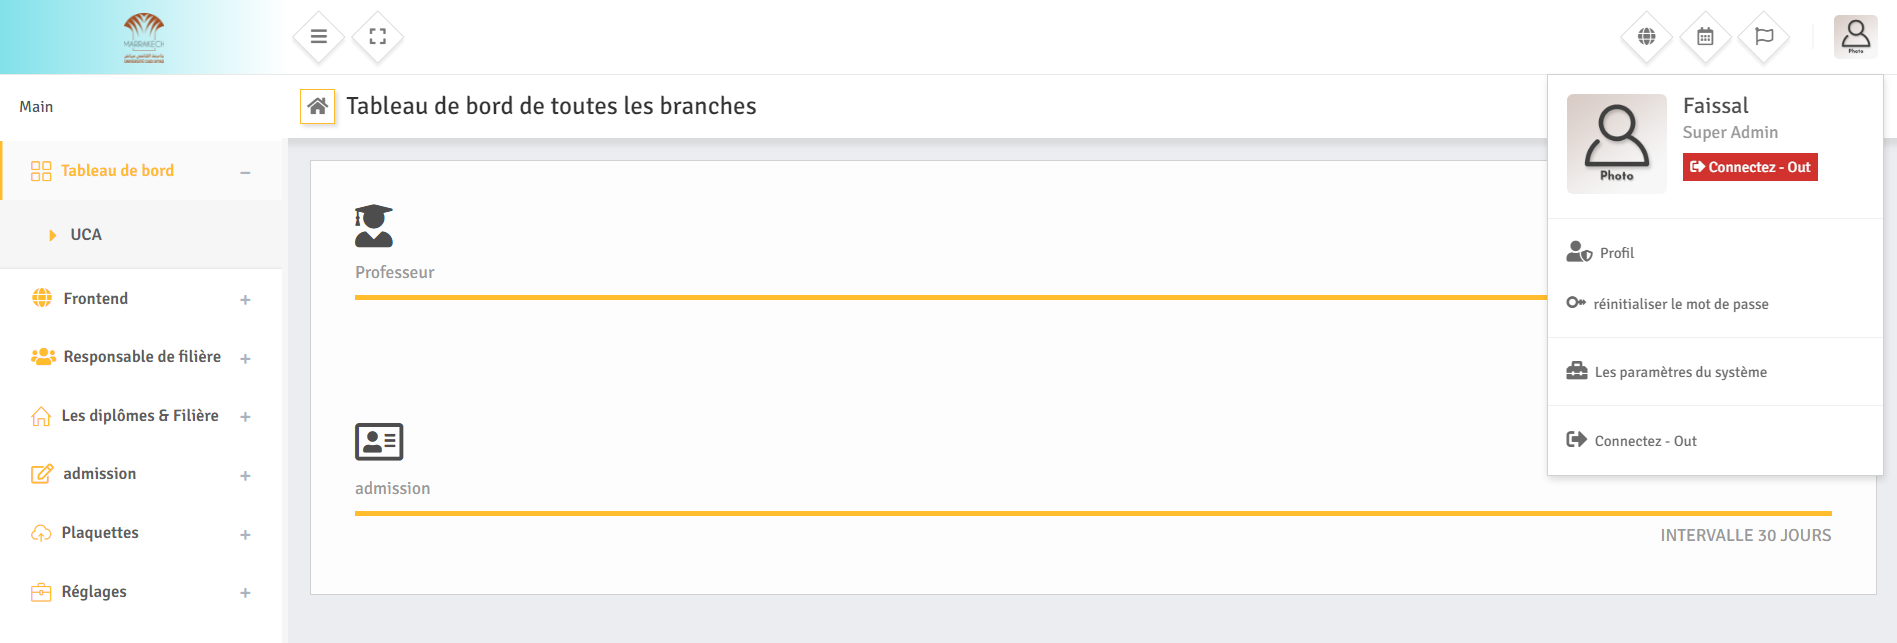 MARRAKECH
Main
Tableau de bord
UCA
Frontend
Responsable de filière
Les diplômes & Filière
admission
Plaquettes
Réglages
Tableau de bord de toutes les branches
Professeur
admission
INTERVALLE 30 JOURS
Photo
Photo
Faissal
Super Admin
Connectez - Out
Profil
réinitialiser le mot de passe
Les paramètres du système
Connectez - Out